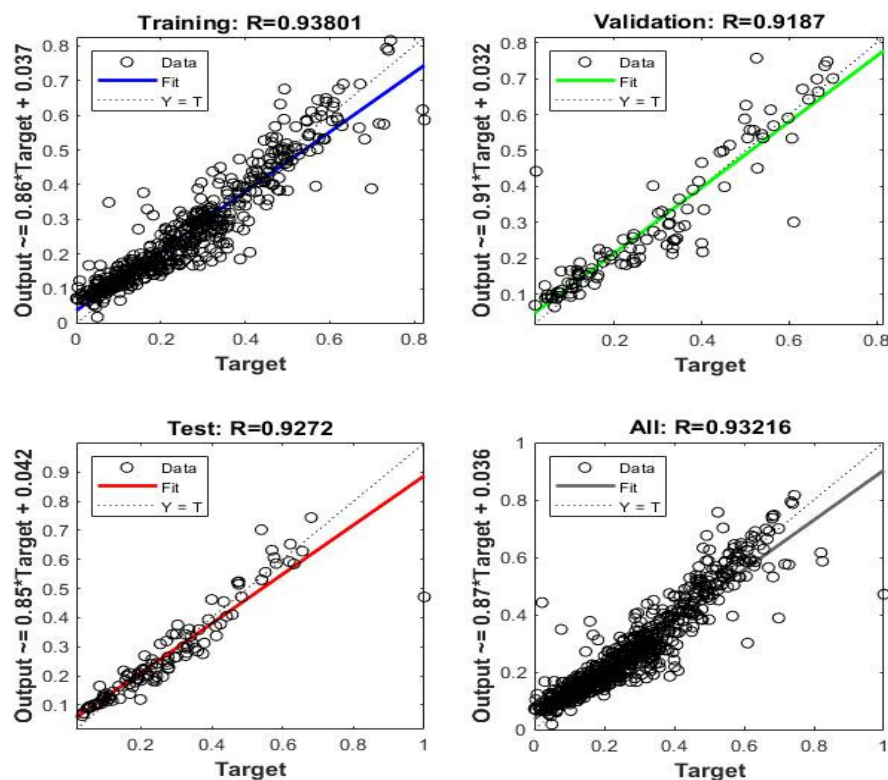 Training: R=0.93801
Output ~= 0.86*Target + 0.037
0.8
0.7
0.6
0.5
0.4
0.3
0.2
0.1
0
Data
Fit
Y = T
0 0.2 0.4 0.6 0.8
Target
Validation: R=0.9187
Output ~= 0.91*Target + 0.032
0.8
0.7
0.6
0.5
0.4
0.3
0.2
0.1
Data
Fit
Y = T
0.2 0.4 0.6 0.8
Target
Test: R=0.9272
Output ~= 0.85*Target + 0.042
0.9
0.8
0.7
0.6
0.5
0.4
0.3
0.2
0.1
Data
Fit
Y = T
0.2 0.4 0.6 0.8 1
Target
All: R=0.93216
Output ~= 0.87*Target + 0.036
1
0.8
0.6
0.4
0.2
0
Data
Fit
Y = T
0 0.2 0.4 0.6 0.8 1
Target